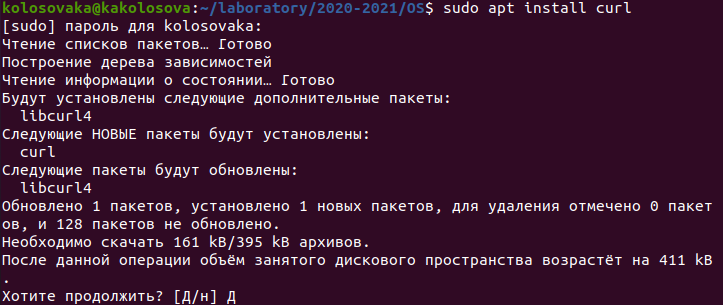 kolosovaka@kakolosova:~/laboratory/2020-2021/OS$ sudo apt install curl
[sudo] пароль для kolosovaka:
Чтение списков пакетов… Готово
Построение дерева зависимостей
Чтение информации о состоянии… Готово
Будут установлены следующие дополнительные пакеты:
  libcurl4
Следующие НОВЫЕ пакеты будут установлены:
  curl
Следующие пакеты будут обновлены:
  libcurl4
Обновлено 1 пакетов, установлено 1 новых пакетов, для удаления отмечено 0 пакет
ов, и 128 пакетов не обновлено.
Необходимо скачать 161 kB/395 kB архивов.
После данной операции объём занятого дискового пространства возрастёт на 411 kB
.
Хотите продолжить? [Д/н] Д